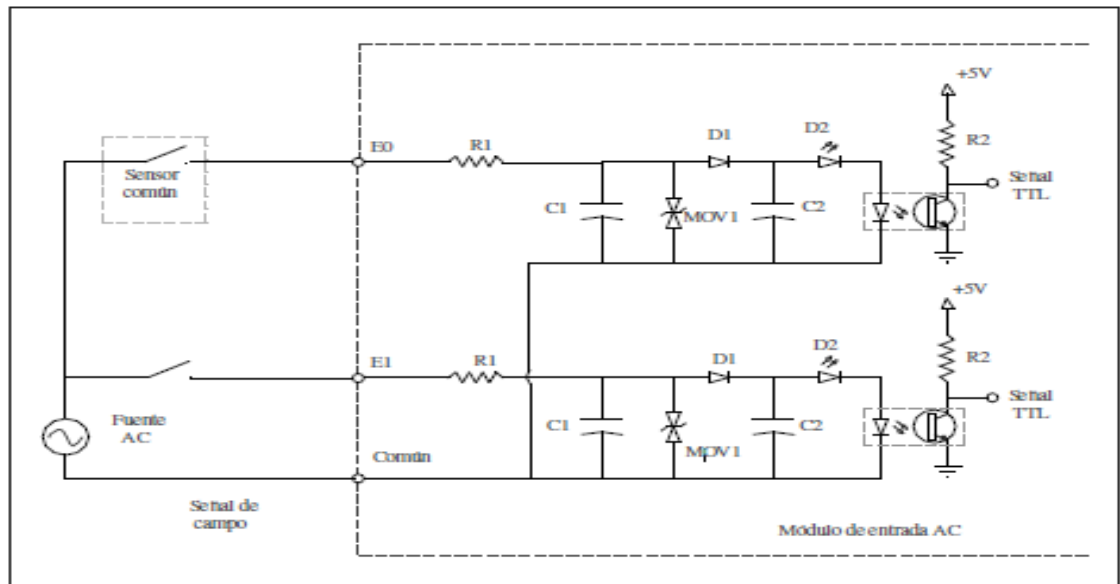 +5V
D1
D2
R2
E0
R1
Señal
TTL
Sensor
común
C1
MOV1
C2
+5V
D1
D2
R2
E1
R1
Señal
TTL
Fuente
AC
C1
C2
MOV1
Común
Señal de
campo
Módulo de entrada AC